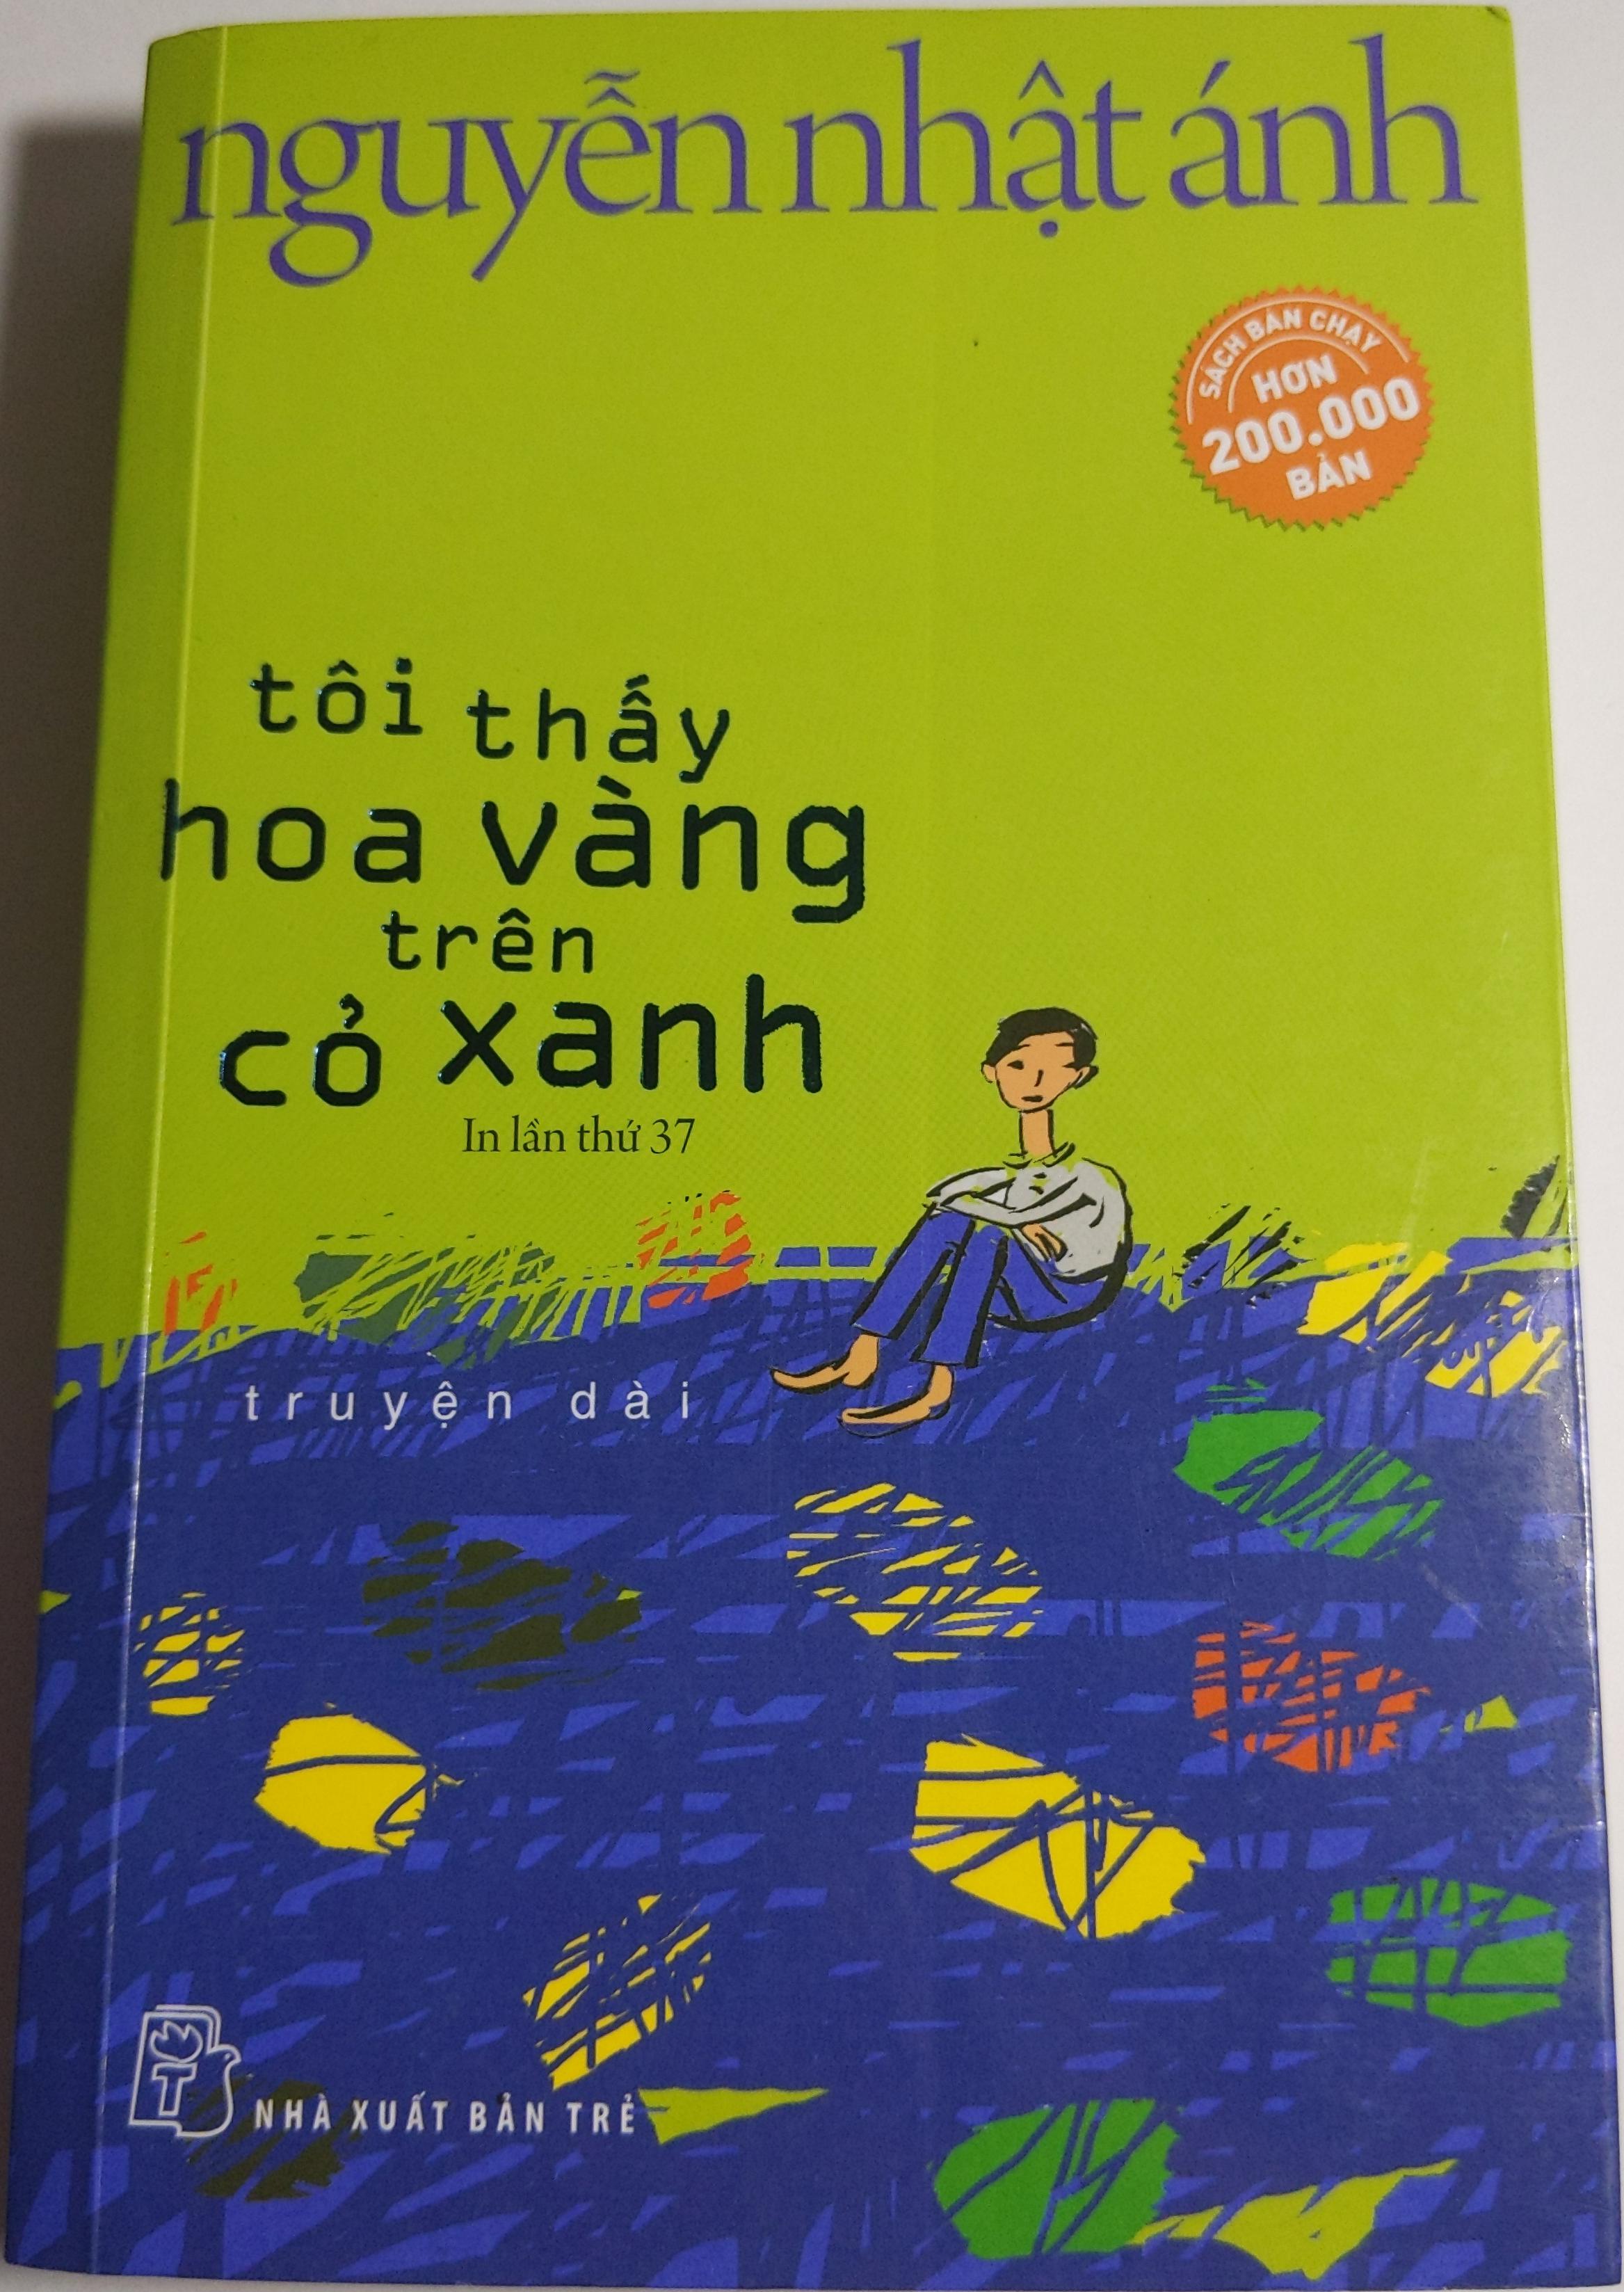 nguyễn nhật ánh
SÁCH BÁN CHẠY
HƠN
200.000
BẢN
tôi thấy
hoa vàng
trên
cỏ xanh
In lần thứ 37
truyện dài
T
NHÀ XUẤT BẢN TRẺ